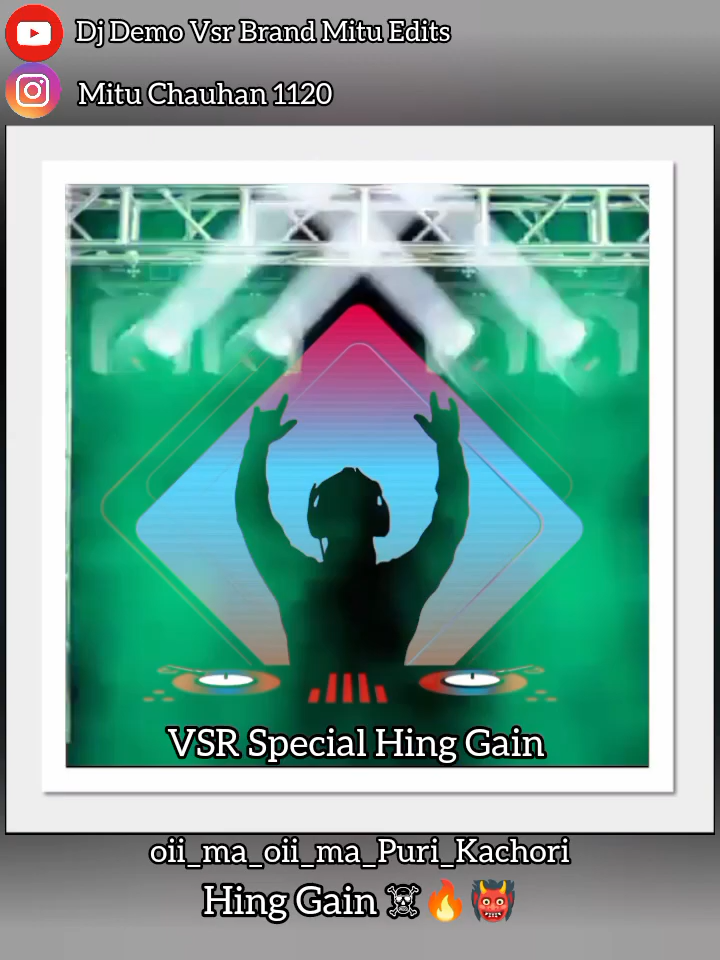 Dj Demo Vsr Brand Mitu Edits
Mitu Chauhan 1120
VSR Special Hing Gain
oii_ma_oii_ma_Puri_Kachori
Hing Gain ☠️🔥👹